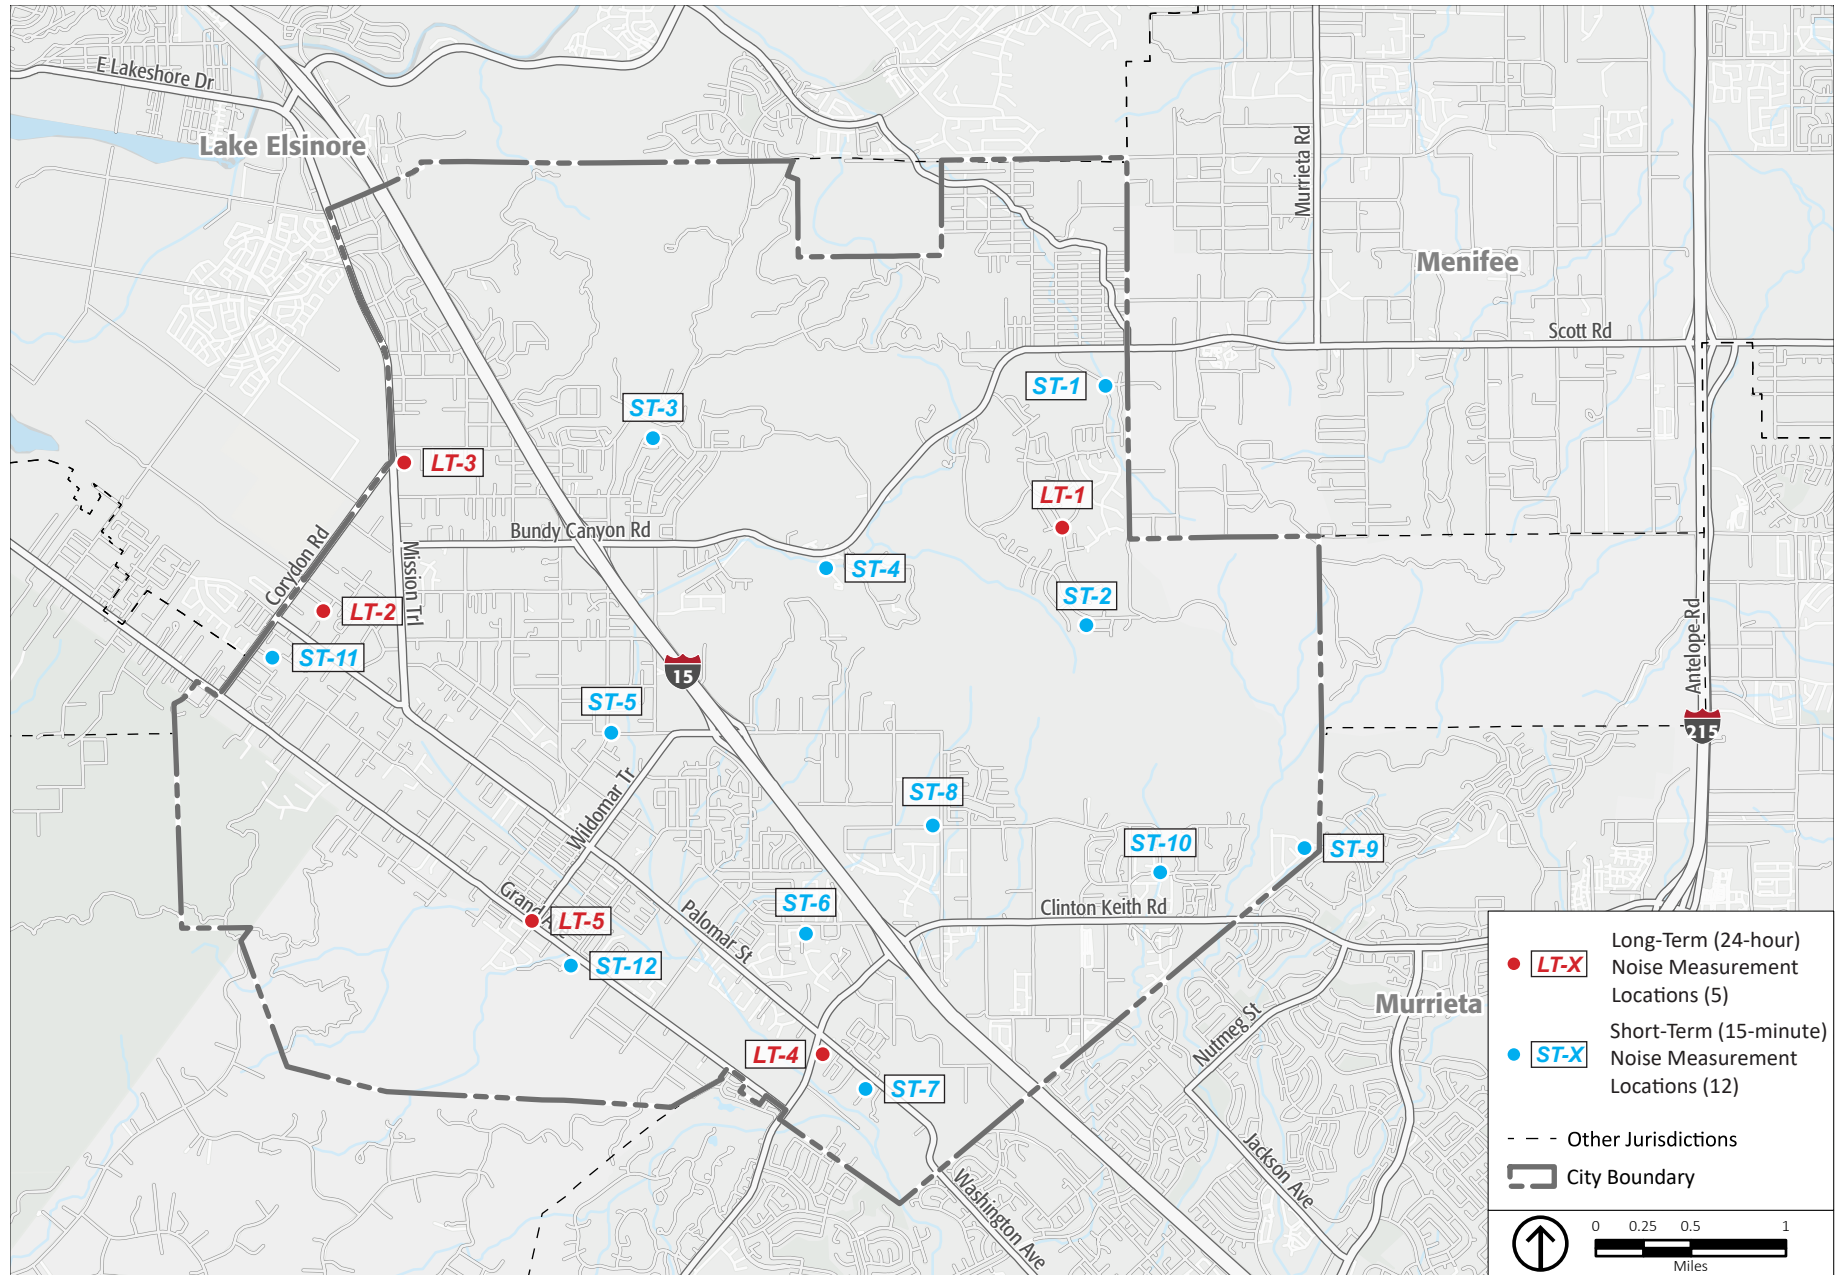 E Lakeshore Dr
Lake Elsinore
Murrieta Rd
Menifee
Scott Rd
ST-1
ST-3
LT-3
LT-1
Bundy Canyon Rd
Corydon Rd
Mission Trl
ST-4
ST-2
LT-2
ST-11
15
Antelope Rd
215
ST-5
Wildomar Tr
ST-8
ST-10
ST-9
Grand A
LT-5
Palomar St
ST-6
Clinton Keith Rd
ST-12
Murrieta
Nutmeg St
LT-4
ST-7
Jackson Ave
Washington Ave
LT-X
Long-Term (24-hour)
Noise Measurement
Locations (5)
ST-X
Short-Term (15-minute)
Noise Measurement
Locations (12)
Other Jurisdictions
City Boundary
0 0.25 0.5 1
Miles